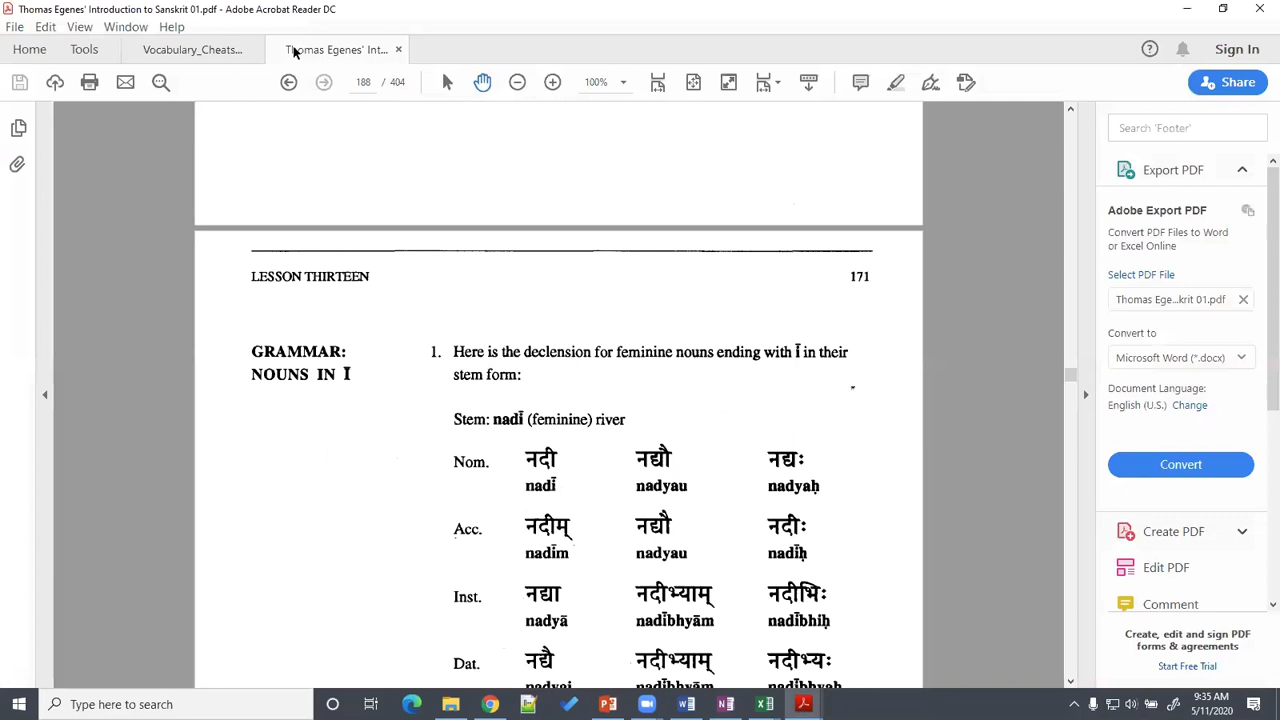 Thomas Egenes' Introduction to Sanskrit 01.pdf - Adobe Acrobat Reader DC
File Edit View Window Help
Home Tools Vocabulary_Cheats... Thomas Egenes' Int... × Sign In
188 / 404 100% Share
Search 'Footer'
Export PDF
Adobe Export PDF
Convert PDF Files to Word
or Excel Online
Select PDF File
Thomas Ege...krit 01.pdf ×
Convert to
Microsoft Word (*.docx)
Document Language:
English (U.S.) Change
Convert
Create PDF
Edit PDF
Comment
Create, edit and sign PDF
forms & agreements
Start Free Trial
LESSON THIRTEEN 171
GRAMMAR:
NOUNS IN Ī
1. Here is the declension for feminine nouns ending with Ī in their
stem form:
Stem: nadī (feminine) river
Nom. नदी नद्यौ नद्यः
nadī nadyau nadyaḥ
Acc. नदीम् नद्यौ नदीः
nadīm nadyau nadīḥ
Inst. नद्या नदीभ्याम् नदीभिः
nadyā nadībhyām nadībhiḥ
Dat. नद्यै नदीभ्याम् नदीभ्यः
nadyai nadībhyām nadībhyaḥ
Type here to search
9:35 AM
5/11/2020